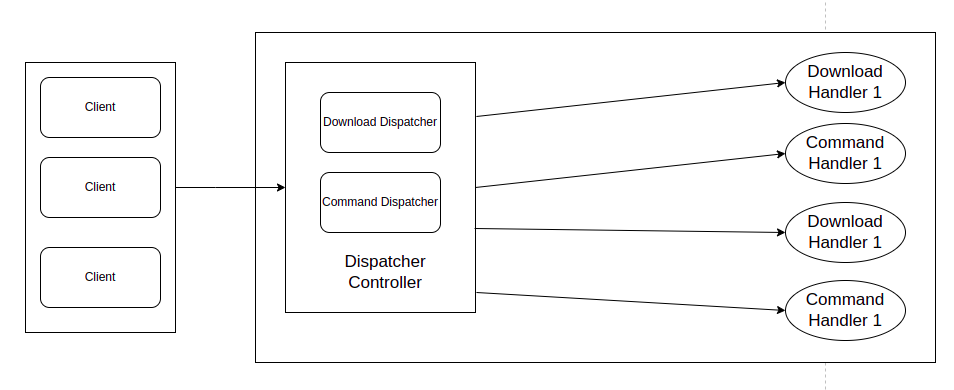 Client
Client
Client
Download Dispatcher
Command Dispatcher
Dispatcher
Controller
Download
Handler 1
Command
Handler 1
Download
Handler 1
Command
Handler 1